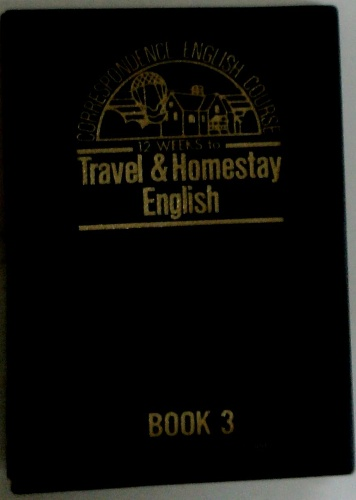 CORRESPONDENCE ENGLISH COURSE
12 WEEKS to
Travel & Homestay
English
BOOK 3